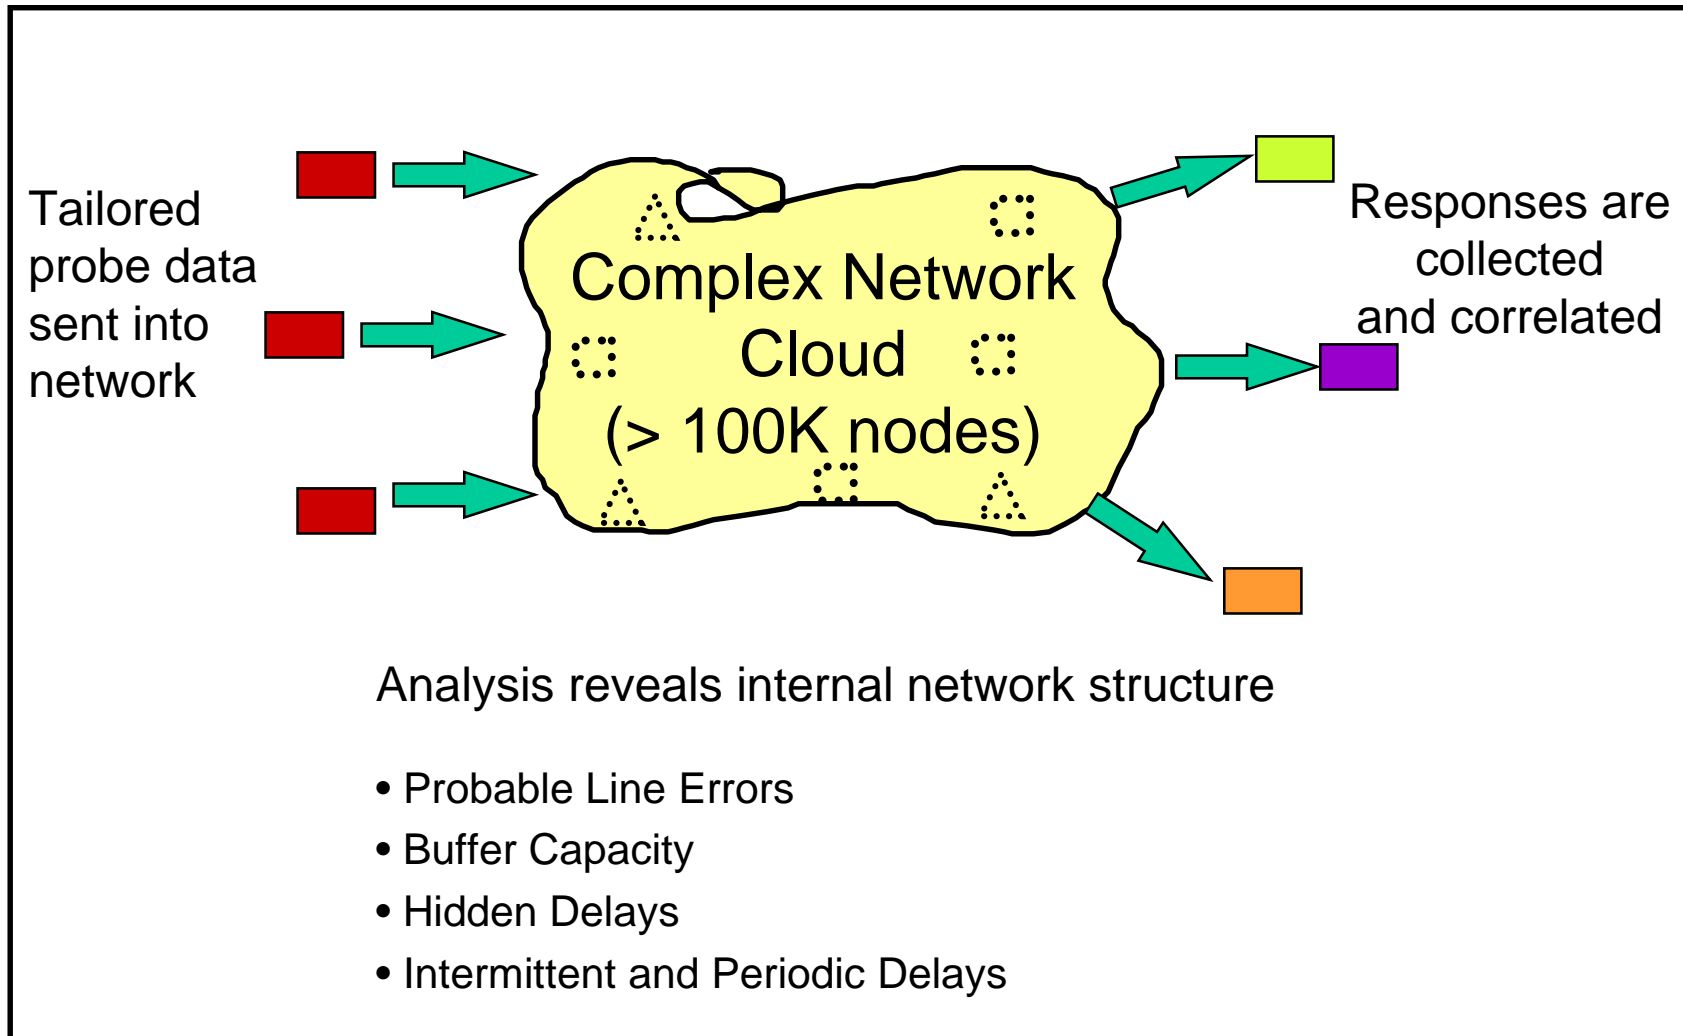 Tailored
probe data
sent into
network
Complex Network
Cloud
(> 100K nodes)
Responses are
collected
and correlated
Analysis reveals internal network structure
• Probable Line Errors
• Buffer Capacity
• Hidden Delays
• Intermittent and Periodic Delays